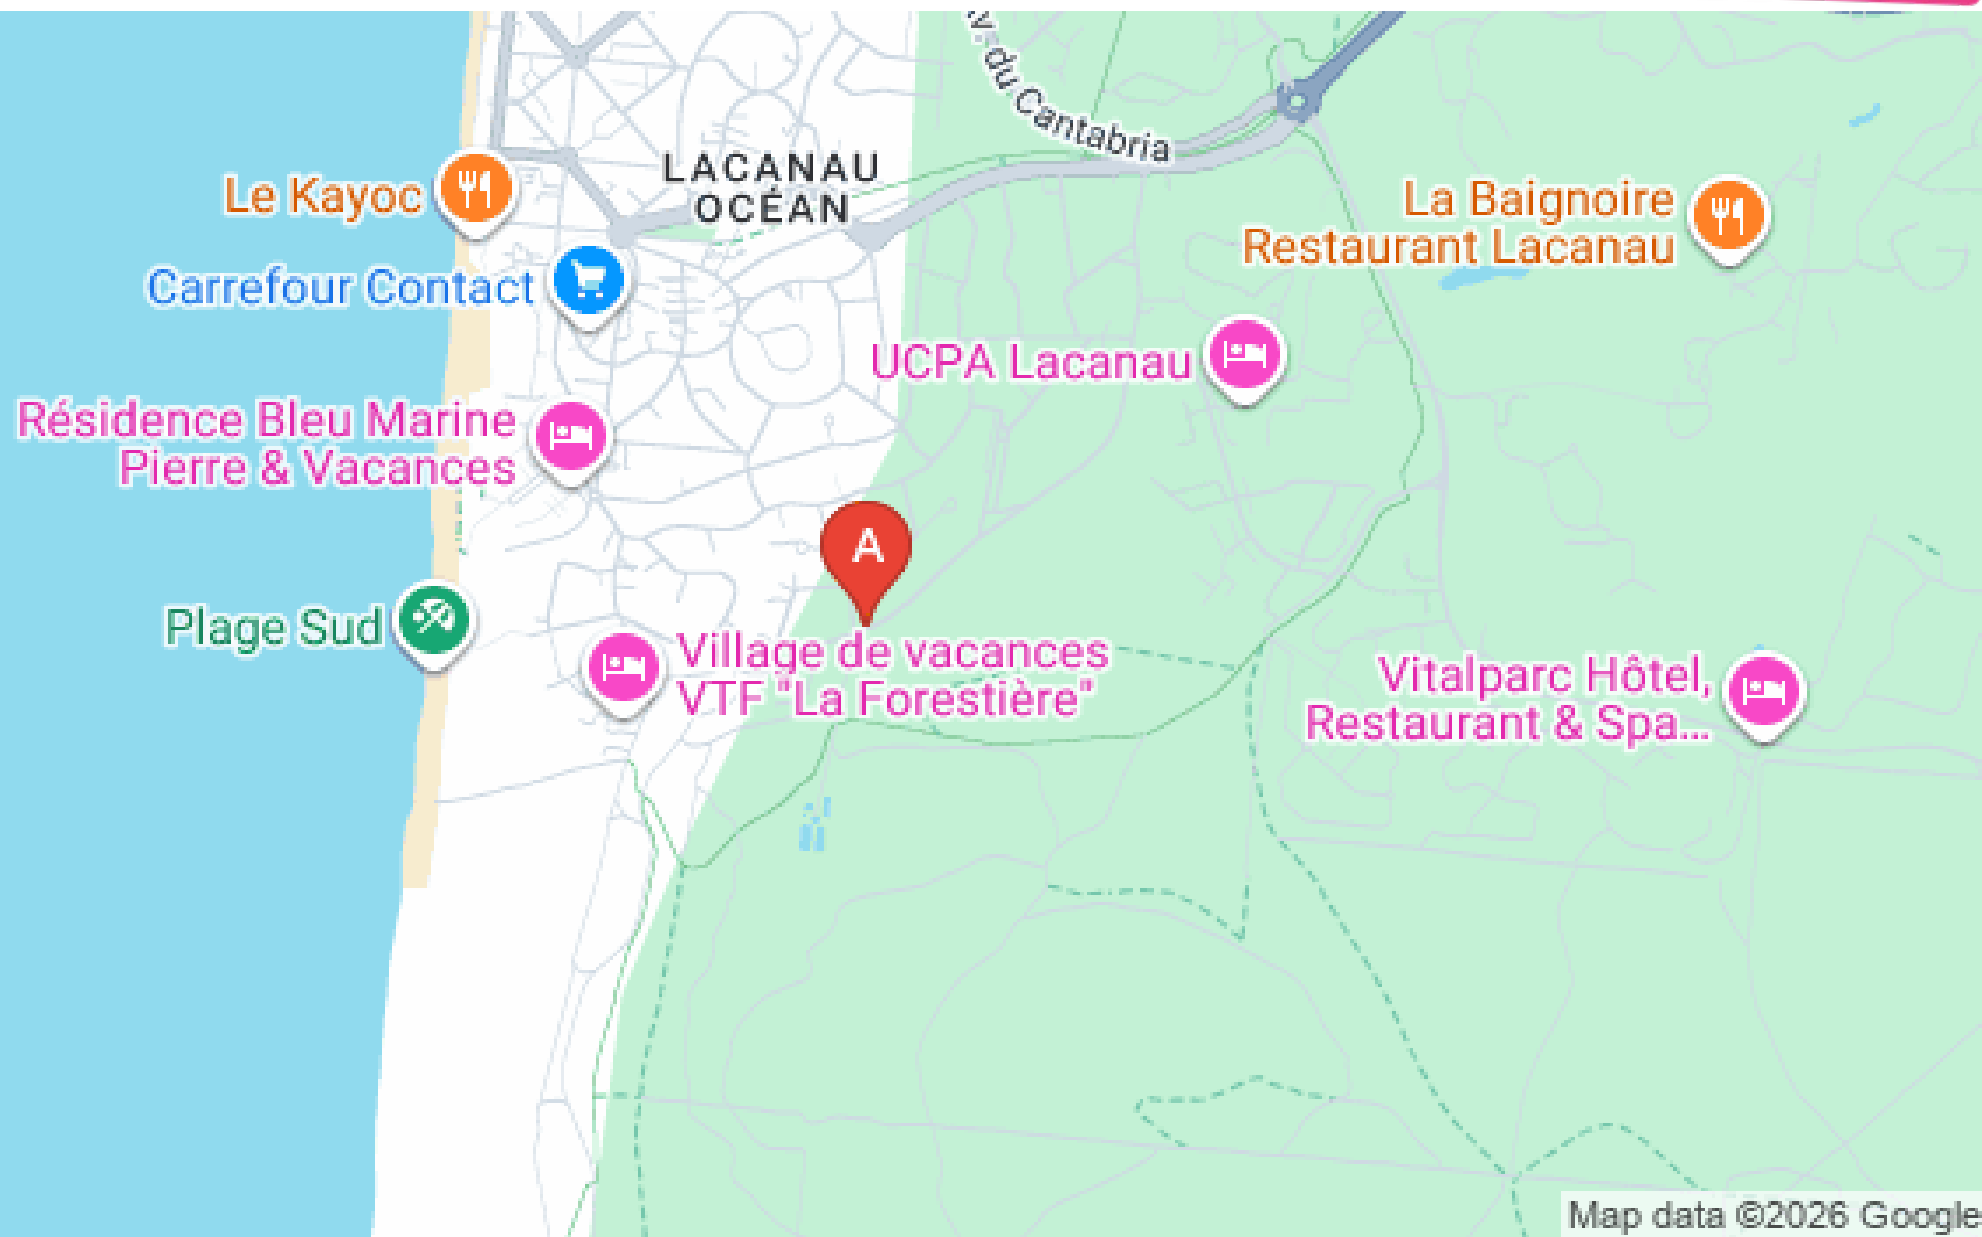 Av. du Cantabria
LACANAU
OCÉAN
Le Kayoc
La Baignoire
Restaurant Lacanau
Carrefour Contact
UCPA Lacanau
Résidence Bleu Marine
Pierre & Vacances
A
Plage Sud
Village de vacances
VTF "La Forestière"
Vitalparc Hôtel,
Restaurant & Spa...
Map data ©2026 Google